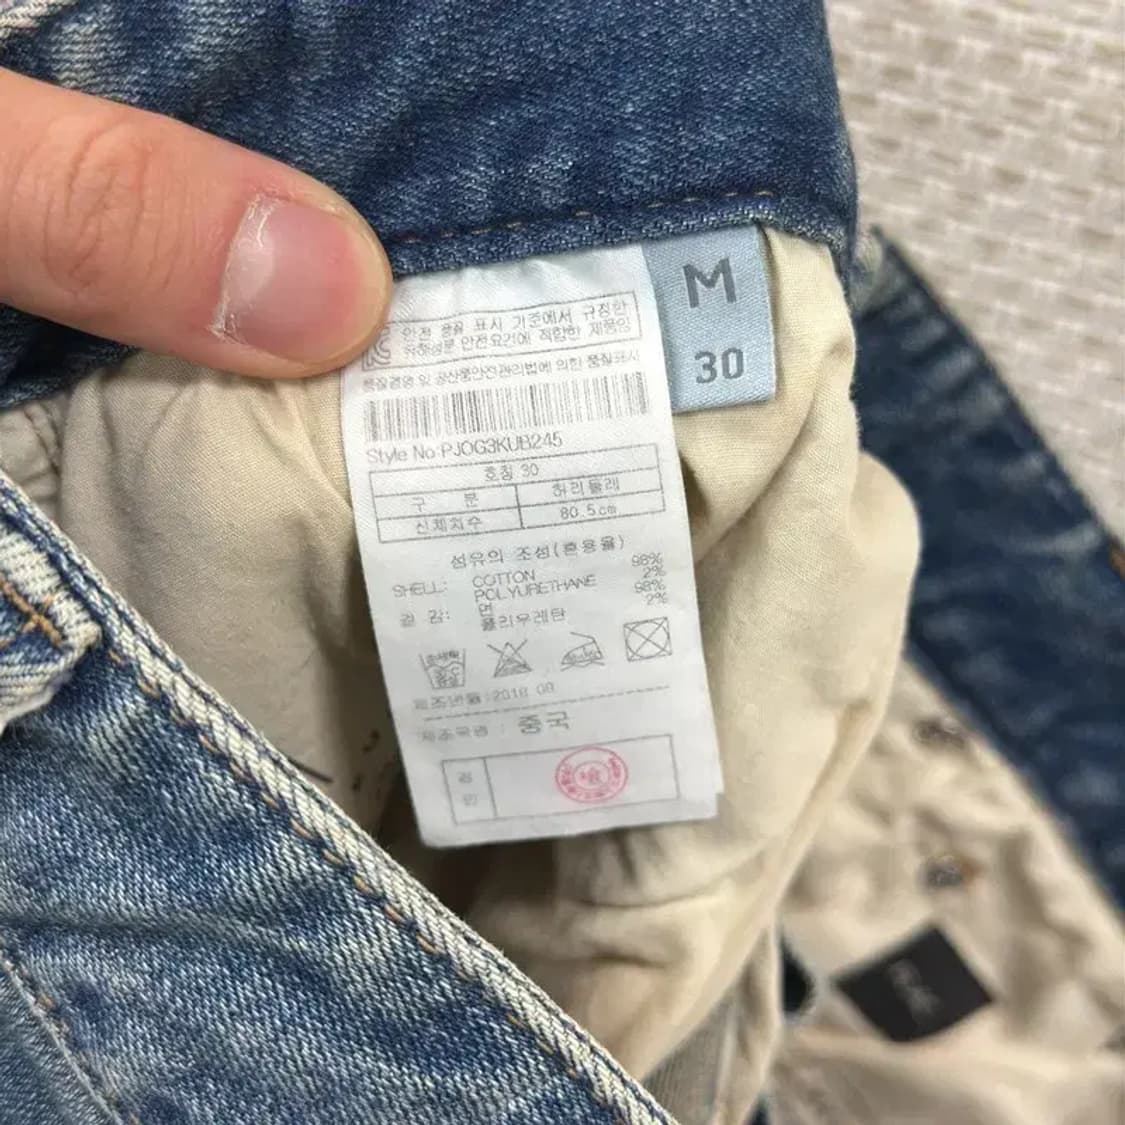 M
30
안전 품질 표시 기준에서 규정한
유해성분 안전요건에 적합한 제품임
품질경영 및 공산품안전관리법에 의한 품질표시
Style No:PJOG3KUB245
호칭 30
구 분 허리둘레
신체치수 80.5cm
섬유의 조성(혼용율)
SHELL: COTTON 98%
POLYURETHANE 2%
겉 감: 면 98%
폴리우레탄 2%
제조년월:2018 09
제조국명 : 중국